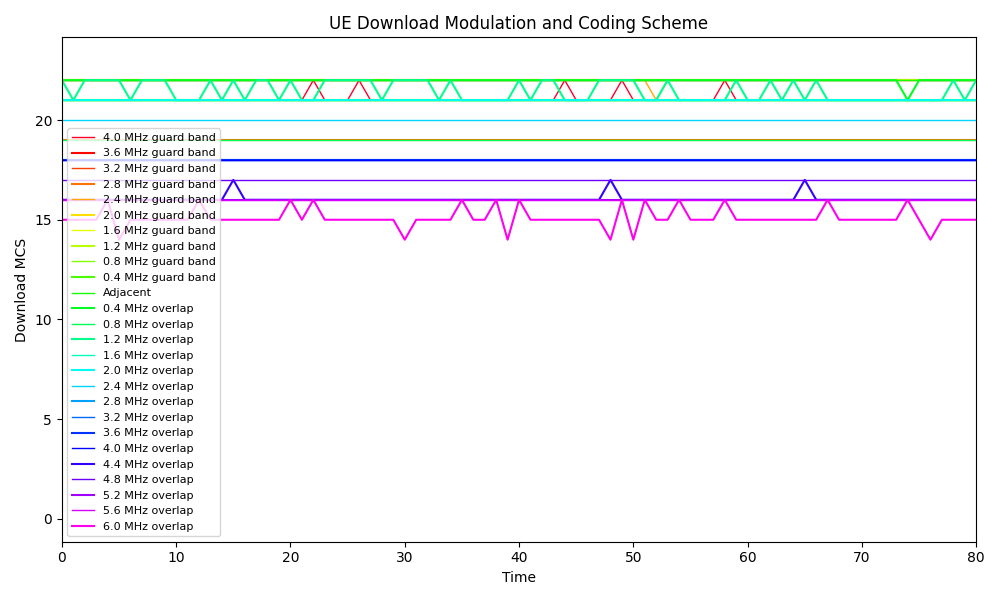 UE Download Modulation and Coding Scheme
Download MCS
20
15
10
5
0
4.0 MHz guard band
3.6 MHz guard band
3.2 MHz guard band
2.8 MHz guard band
2.4 MHz guard band
2.0 MHz guard band
1.6 MHz guard band
1.2 MHz guard band
0.8 MHz guard band
0.4 MHz guard band
Adjacent
0.4 MHz overlap
0.8 MHz overlap
1.2 MHz overlap
1.6 MHz overlap
2.0 MHz overlap
2.4 MHz overlap
2.8 MHz overlap
3.2 MHz overlap
3.6 MHz overlap
4.0 MHz overlap
4.4 MHz overlap
4.8 MHz overlap
5.2 MHz overlap
5.6 MHz overlap
6.0 MHz overlap
0 10 20 30 40 50 60 70 80
Time